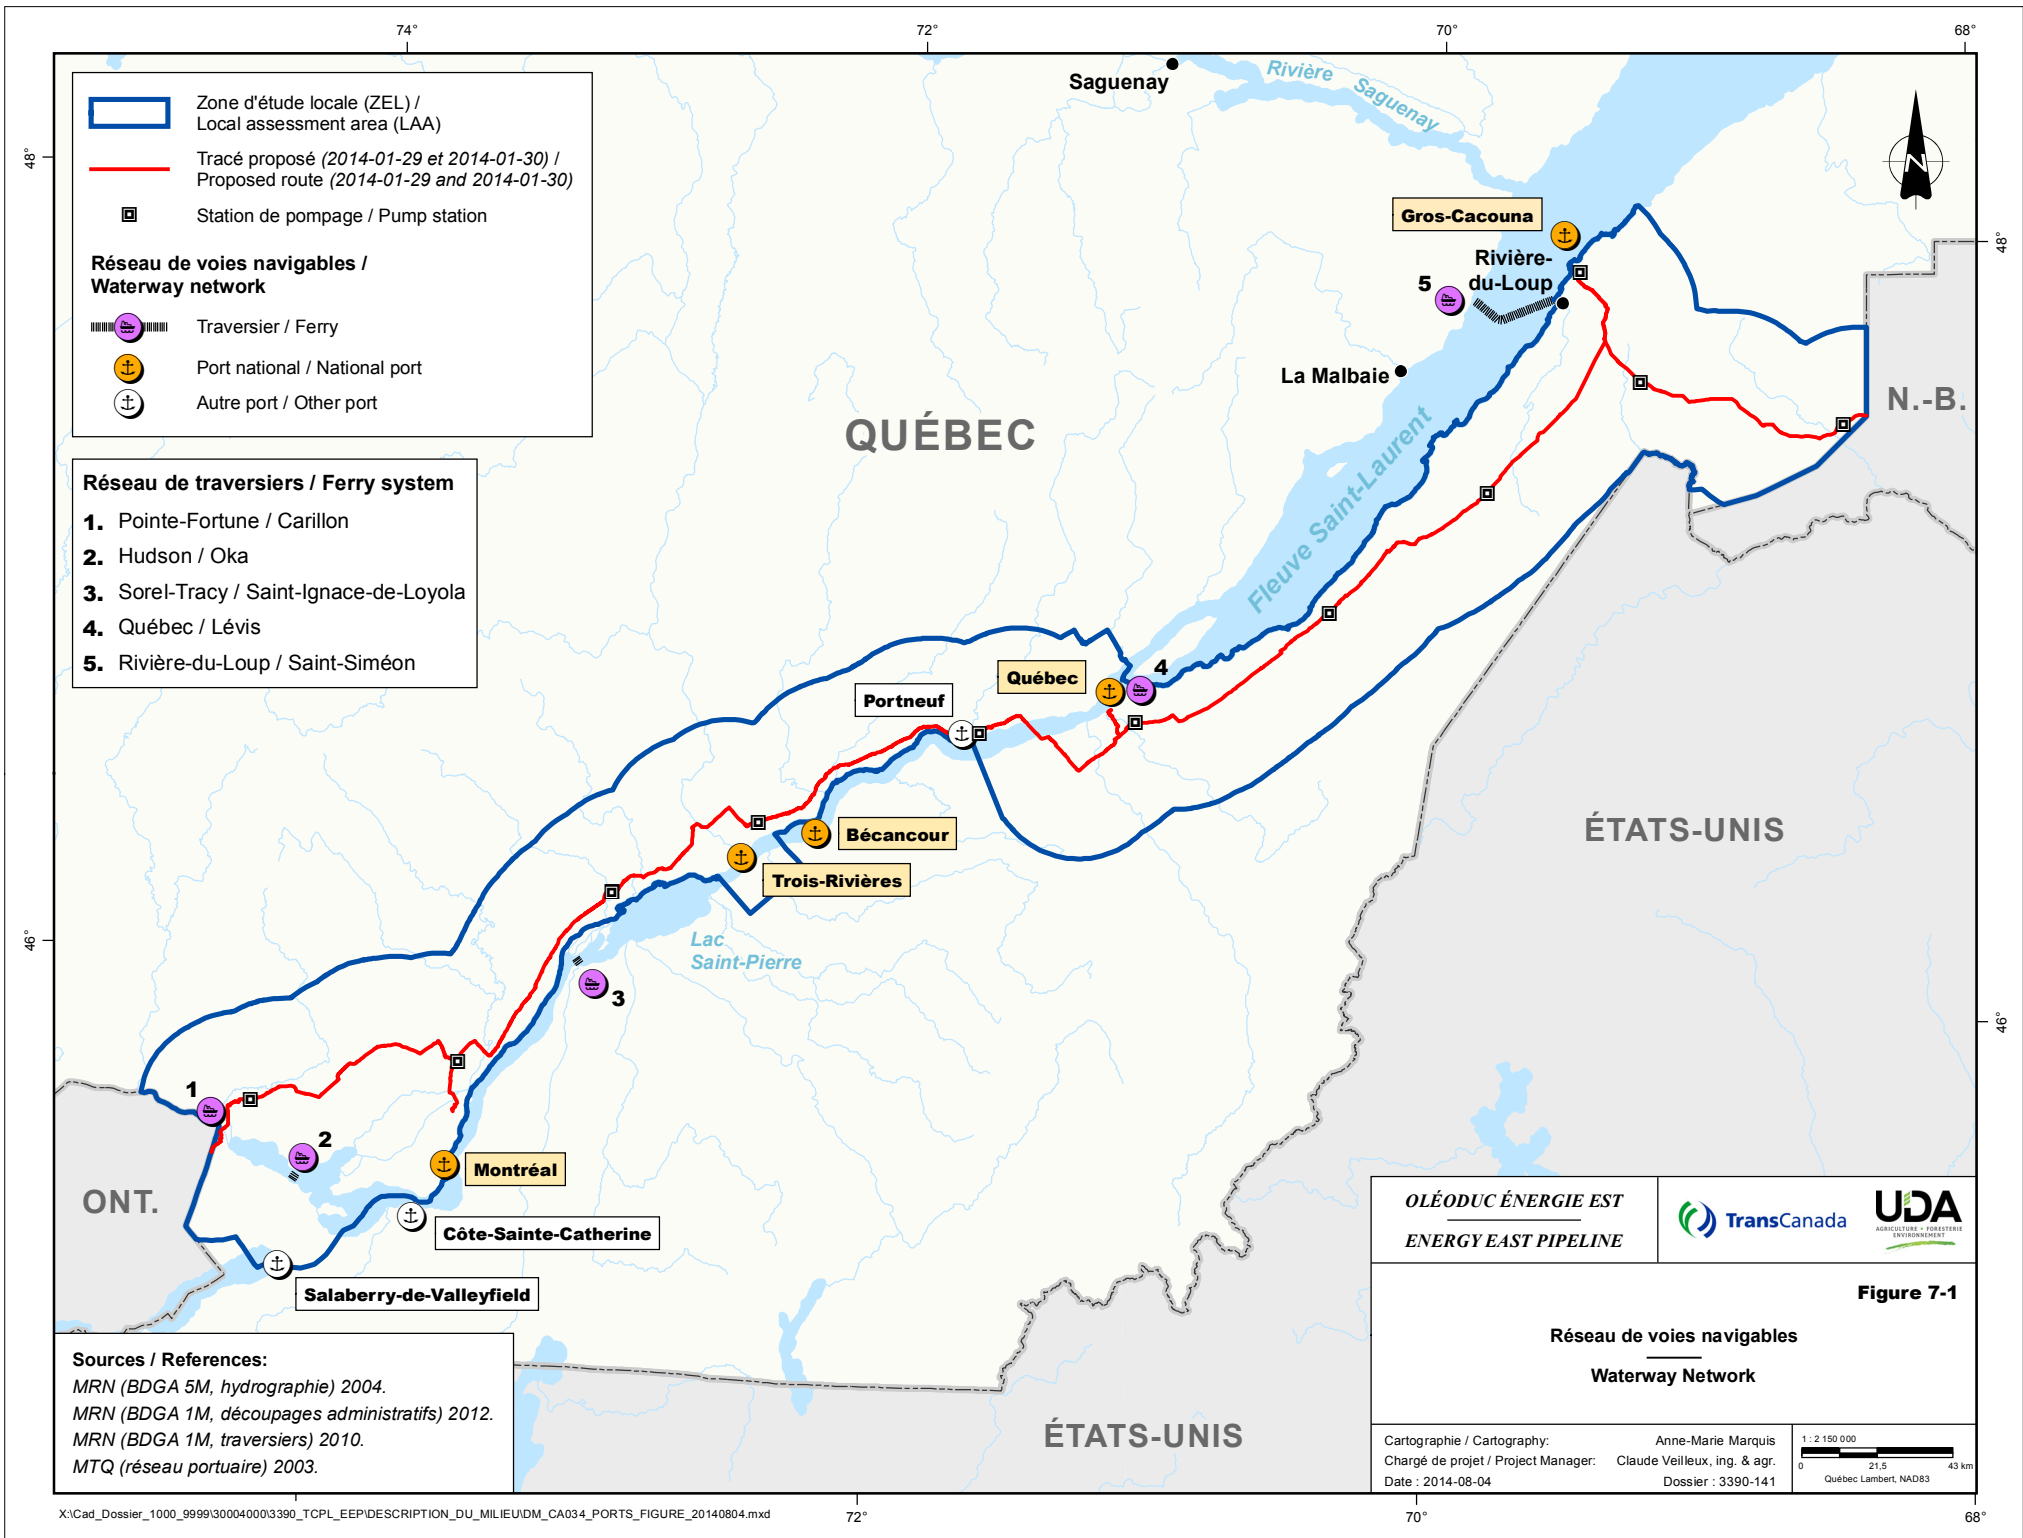 74°
72°
70°
68°
48°
48°
46°
46°
72°
70°
68°
Zone d'étude locale (ZEL) /
Local assessment area (LAA)
Tracé proposé (2014-01-29 et 2014-01-30) /
Proposed route (2014-01-29 and 2014-01-30)
Station de pompage / Pump station
Réseau de voies navigables /
Waterway network
Traversier / Ferry
Port national / National port
Autre port / Other port
Réseau de traversiers / Ferry system
1. Pointe-Fortune / Carillon
2. Hudson / Oka
3. Sorel-Tracy / Saint-Ignace-de-Loyola
4. Québec / Lévis
5. Rivière-du-Loup / Saint-Siméon
Saguenay
Rivière Saguenay
N
Gros-Cacouna
Rivière-
du-Loup
5
La Malbaie
QUÉBEC
N.-B.
Fleuve Saint-Laurent
4
Québec
Portneuf
Bécancour
Trois-Rivières
ÉTATS-UNIS
Lac
Saint-Pierre
3
1
2
Montréal
ONT.
Côte-Sainte-Catherine
Salaberry-de-Valleyfield
ÉTATS-UNIS
Sources / References:
MRN (BDGA 5M, hydrographie) 2004.
MRN (BDGA 1M, découpages administratifs) 2012.
MRN (BDGA 1M, traversiers) 2010.
MTQ (réseau portuaire) 2003.
OLÉODUC ÉNERGIE EST
ENERGY EAST PIPELINE
TransCanada
UDA
AGRICULTURE • FORESTERIE
ENVIRONNEMENT
Figure 7-1
Réseau de voies navigables
Waterway Network
Cartographie / Cartography: Anne-Marie Marquis
Chargé de projet / Project Manager: Claude Veilleux, ing. & agr.
Date : 2014-08-04 Dossier : 3390-141
1 : 2 150 000
0 21,5 43 km
Québec Lambert, NAD83
X:\Cad_Dossier_1000_9999\30004000\3390_TCPL_EEP\DESCRIPTION_DU_MILIEU\DM_CA034_PORTS_FIGURE_20140804.mxd